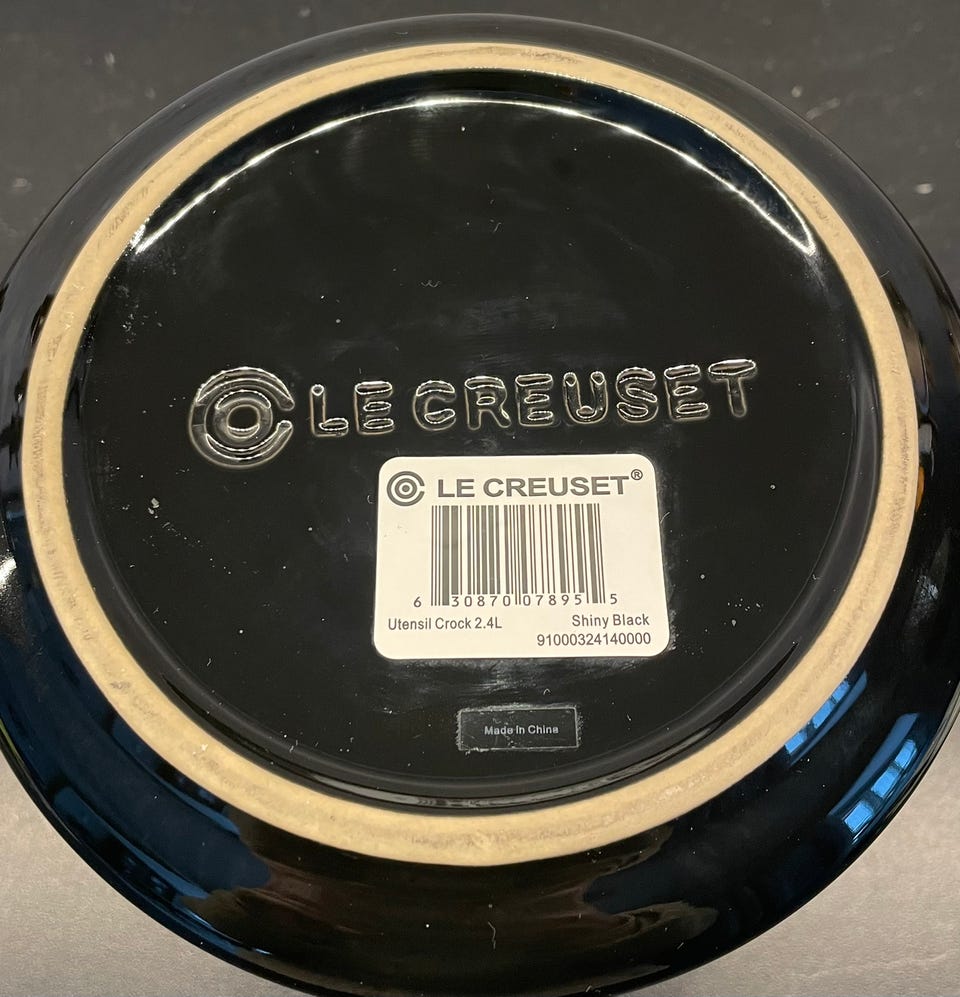 LE CREUSET
LE CREUSET®
6 30870 07895 5
Utensil Crock 2.4L Shiny Black
91000324140000
Made In China